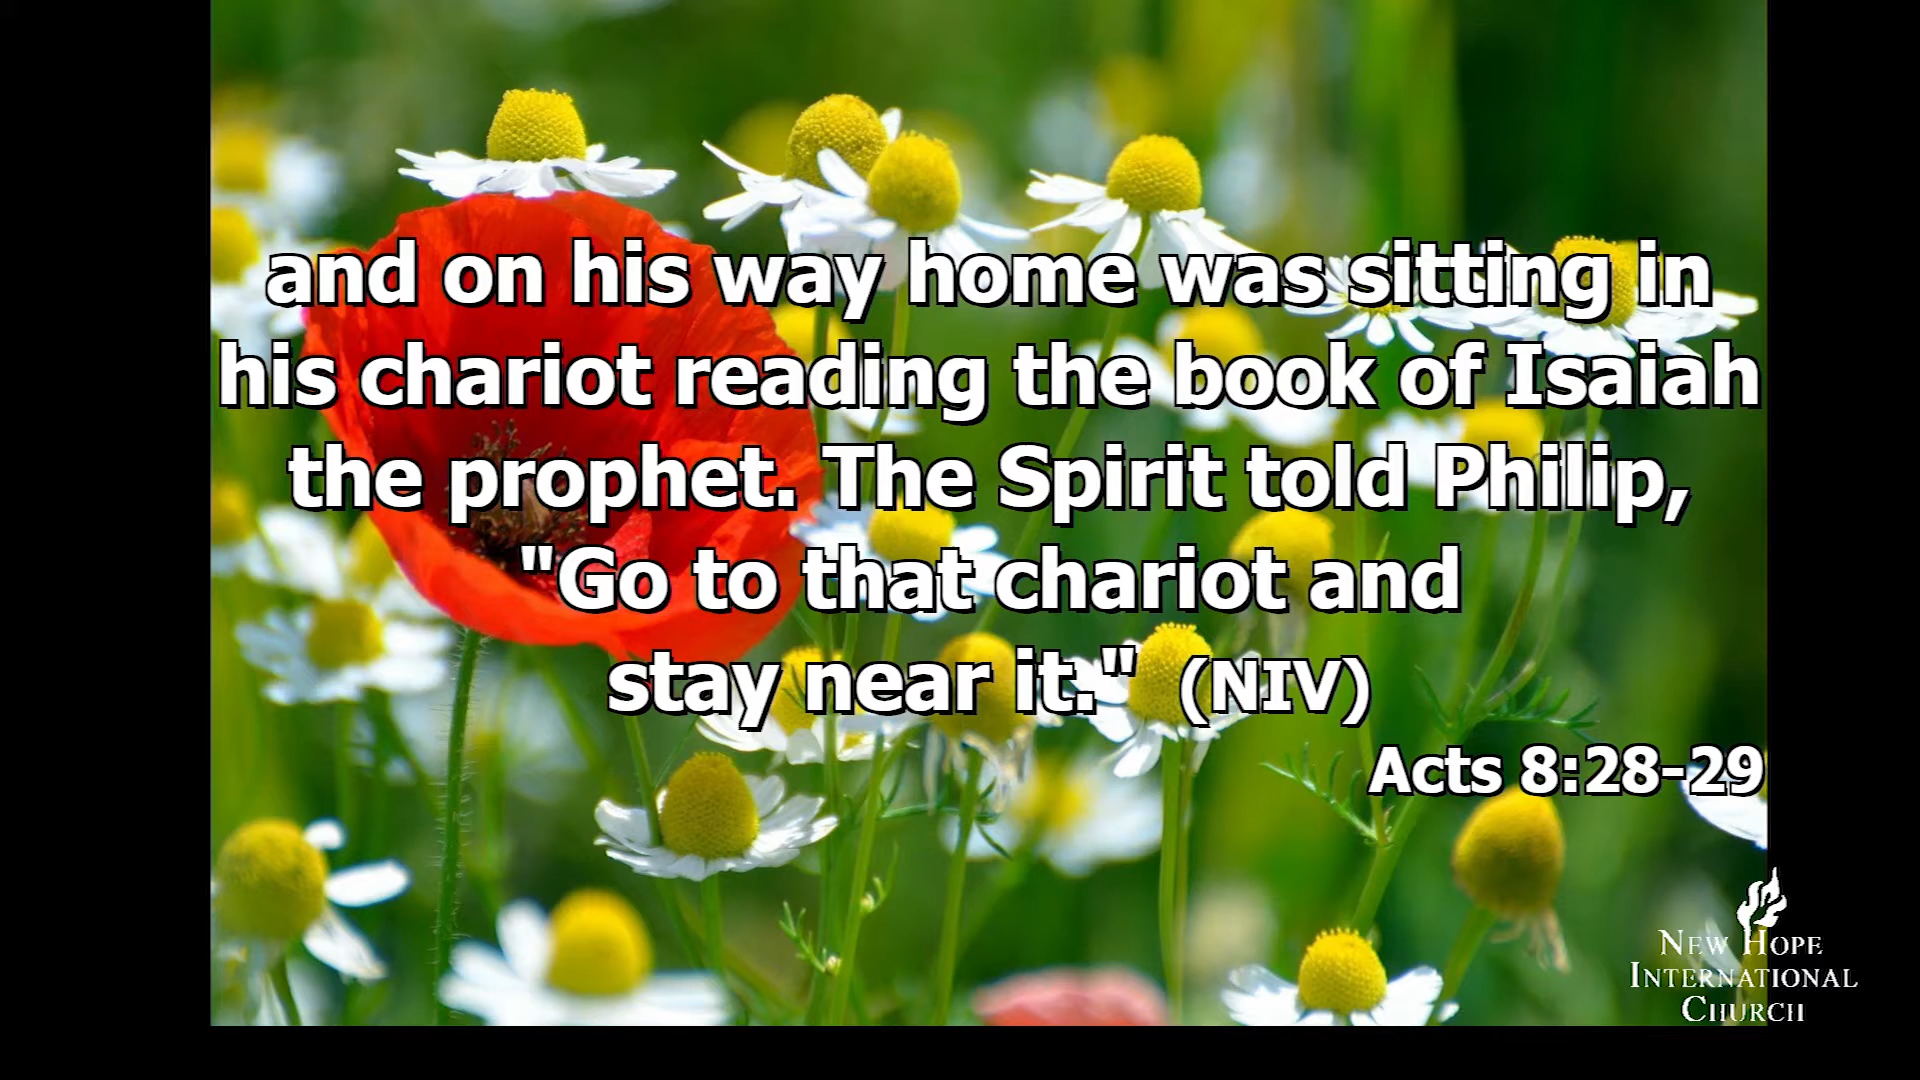 and on his way home was sitting in
his chariot reading the book of Isaiah
the prophet. The Spirit told Philip,
"Go to that chariot and
stay near it." (NIV)
Acts 8:28-29
NEW HOPE
INTERNATIONAL
CHURCH